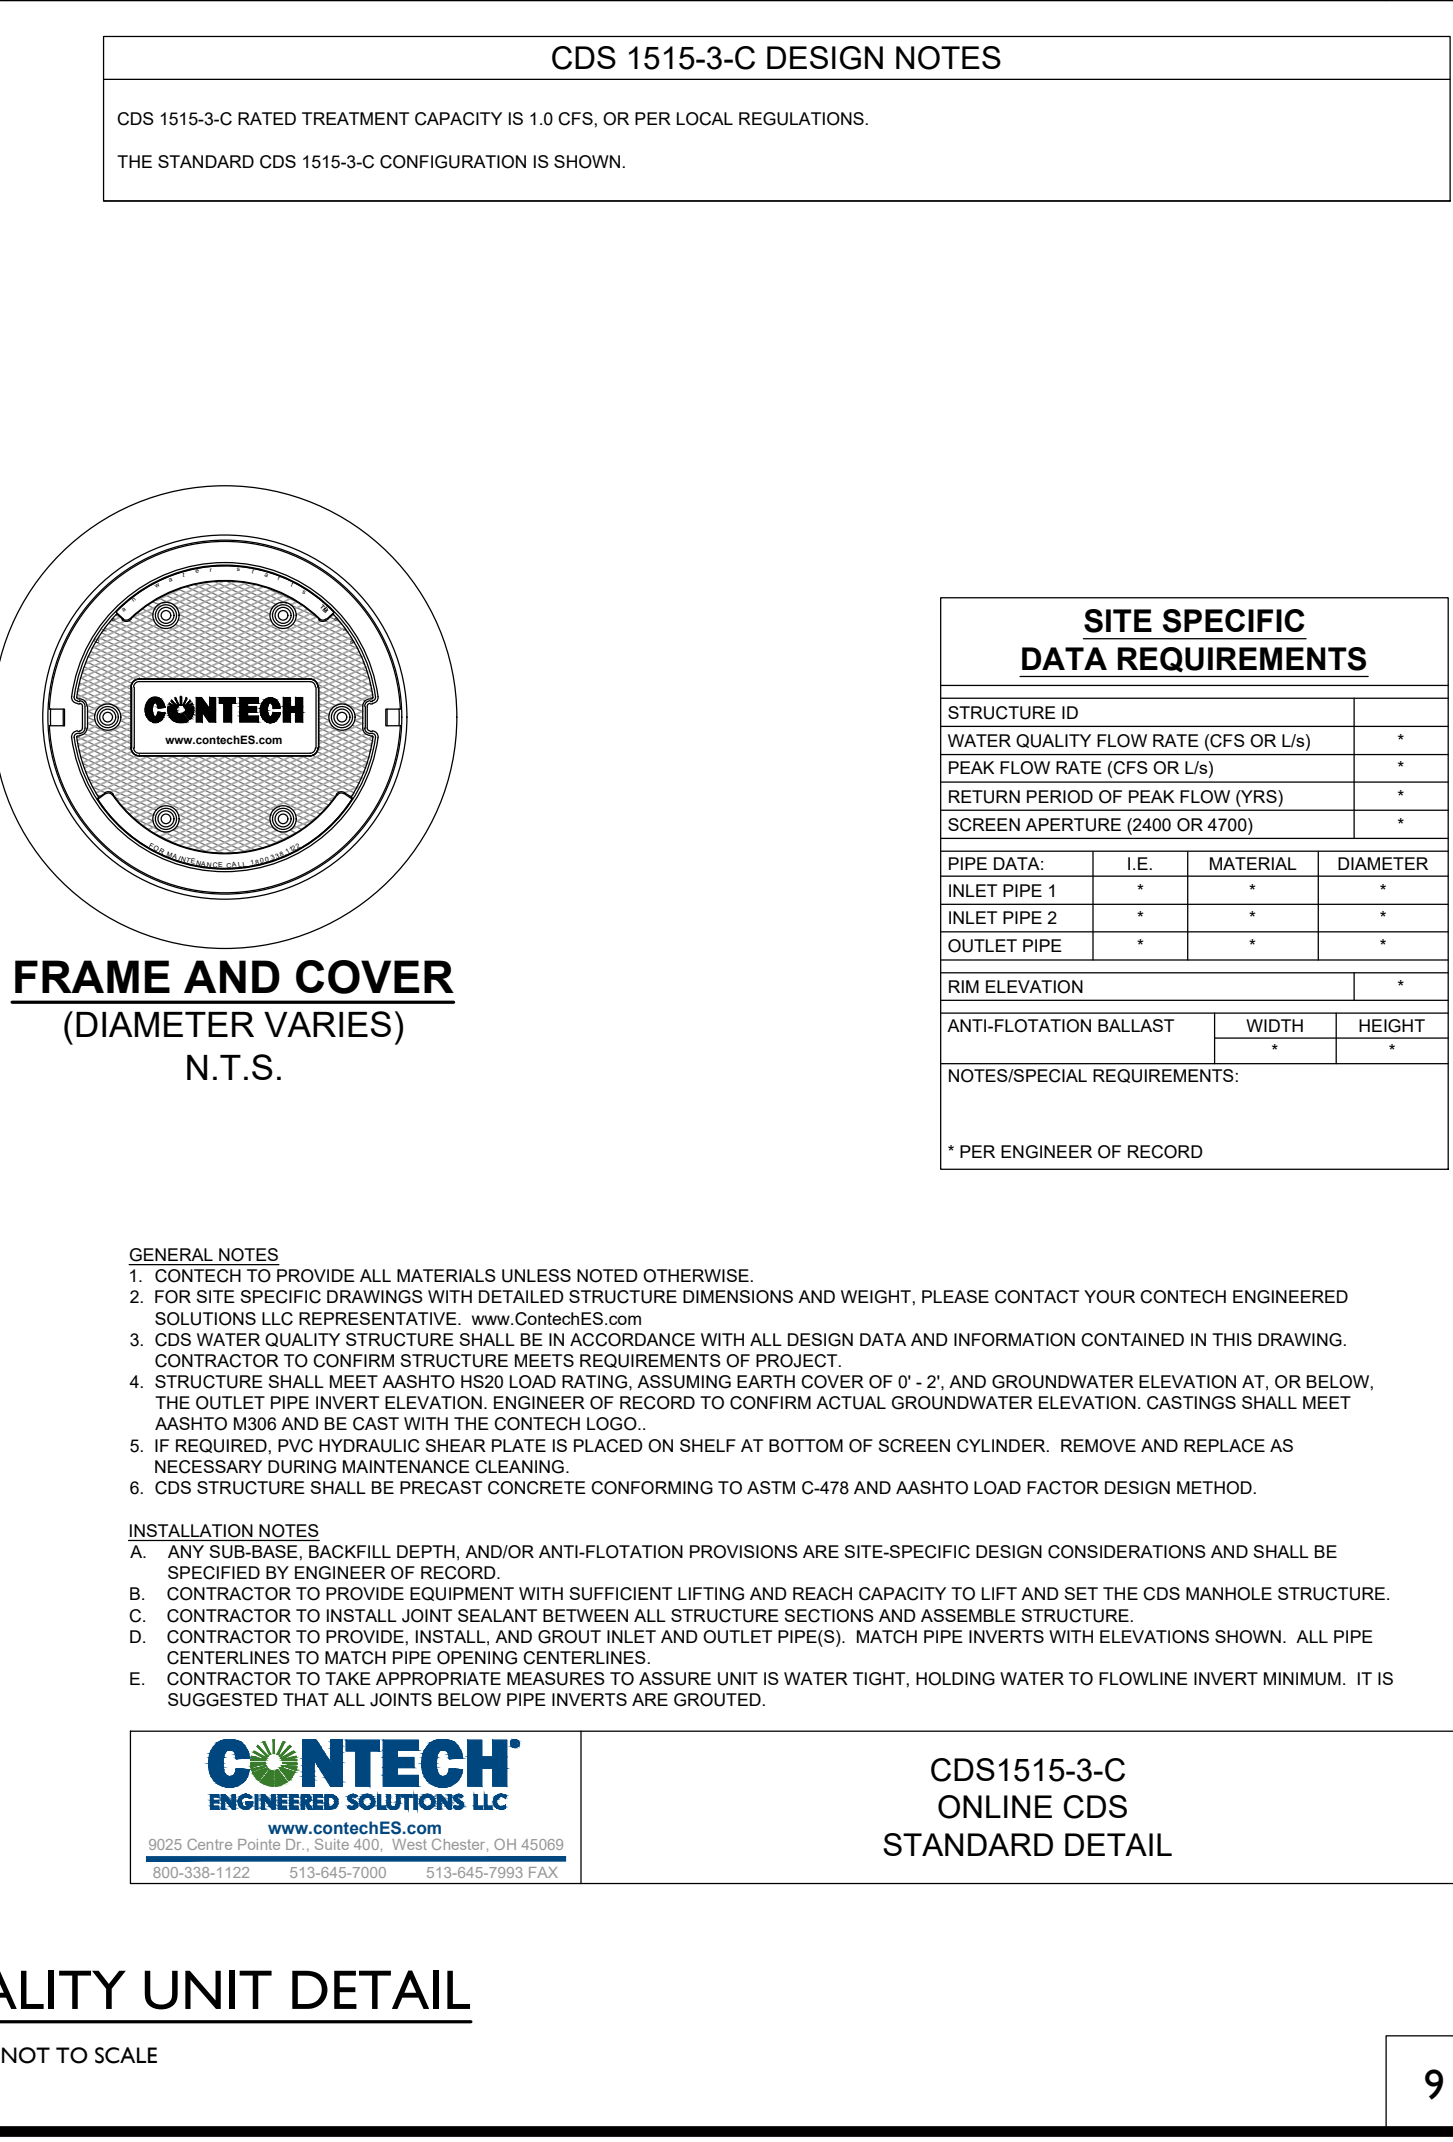 CDS 1515-3-C DESIGN NOTES
CDS 1515-3-C RATED TREATMENT CAPACITY IS 1.0 CFS, OR PER LOCAL REGULATIONS.
THE STANDARD CDS 1515-3-C CONFIGURATION IS SHOWN.
CONTECH
www.contechES.com
FOR MAINTENANCE CALL 1 800 338 1122
FRAME AND COVER
(DIAMETER VARIES)
N.T.S.
SITE SPECIFIC
DATA REQUIREMENTS
STRUCTURE ID
WATER QUALITY FLOW RATE (CFS OR L/s) *
PEAK FLOW RATE (CFS OR L/s) *
RETURN PERIOD OF PEAK FLOW (YRS) *
SCREEN APERTURE (2400 OR 4700) *
PIPE DATA: I.E. MATERIAL DIAMETER
INLET PIPE 1 * * *
INLET PIPE 2 * * *
OUTLET PIPE * * *
RIM ELEVATION *
ANTI-FLOTATION BALLAST WIDTH HEIGHT
* *
NOTES/SPECIAL REQUIREMENTS:
* PER ENGINEER OF RECORD
GENERAL NOTES
1. CONTECH TO PROVIDE ALL MATERIALS UNLESS NOTED OTHERWISE.
2. FOR SITE SPECIFIC DRAWINGS WITH DETAILED STRUCTURE DIMENSIONS AND WEIGHT, PLEASE CONTACT YOUR CONTECH ENGINEERED
SOLUTIONS LLC REPRESENTATIVE. www.ContechES.com
3. CDS WATER QUALITY STRUCTURE SHALL BE IN ACCORDANCE WITH ALL DESIGN DATA AND INFORMATION CONTAINED IN THIS DRAWING.
CONTRACTOR TO CONFIRM STRUCTURE MEETS REQUIREMENTS OF PROJECT.
4. STRUCTURE SHALL MEET AASHTO HS20 LOAD RATING, ASSUMING EARTH COVER OF 0' - 2', AND GROUNDWATER ELEVATION AT, OR BELOW,
THE OUTLET PIPE INVERT ELEVATION. ENGINEER OF RECORD TO CONFIRM ACTUAL GROUNDWATER ELEVATION. CASTINGS SHALL MEET
AASHTO M306 AND BE CAST WITH THE CONTECH LOGO..
5. IF REQUIRED, PVC HYDRAULIC SHEAR PLATE IS PLACED ON SHELF AT BOTTOM OF SCREEN CYLINDER. REMOVE AND REPLACE AS
NECESSARY DURING MAINTENANCE CLEANING.
6. CDS STRUCTURE SHALL BE PRECAST CONCRETE CONFORMING TO ASTM C-478 AND AASHTO LOAD FACTOR DESIGN METHOD.
INSTALLATION NOTES
A. ANY SUB-BASE, BACKFILL DEPTH, AND/OR ANTI-FLOTATION PROVISIONS ARE SITE-SPECIFIC DESIGN CONSIDERATIONS AND SHALL BE
SPECIFIED BY ENGINEER OF RECORD.
B. CONTRACTOR TO PROVIDE EQUIPMENT WITH SUFFICIENT LIFTING AND REACH CAPACITY TO LIFT AND SET THE CDS MANHOLE STRUCTURE.
C. CONTRACTOR TO INSTALL JOINT SEALANT BETWEEN ALL STRUCTURE SECTIONS AND ASSEMBLE STRUCTURE.
D. CONTRACTOR TO PROVIDE, INSTALL, AND GROUT INLET AND OUTLET PIPE(S). MATCH PIPE INVERTS WITH ELEVATIONS SHOWN. ALL PIPE
CENTERLINES TO MATCH PIPE OPENING CENTERLINES.
E. CONTRACTOR TO TAKE APPROPRIATE MEASURES TO ASSURE UNIT IS WATER TIGHT, HOLDING WATER TO FLOWLINE INVERT MINIMUM. IT IS
SUGGESTED THAT ALL JOINTS BELOW PIPE INVERTS ARE GROUTED.
CONTECH
ENGINEERED SOLUTIONS LLC
www.contechES.com
9025 Centre Pointe Dr., Suite 400, West Chester, OH 45069
800-338-1122 513-645-7000 513-645-7993 FAX
CDS1515-3-C
ONLINE CDS
STANDARD DETAIL
ALITY UNIT DETAIL
NOT TO SCALE
9